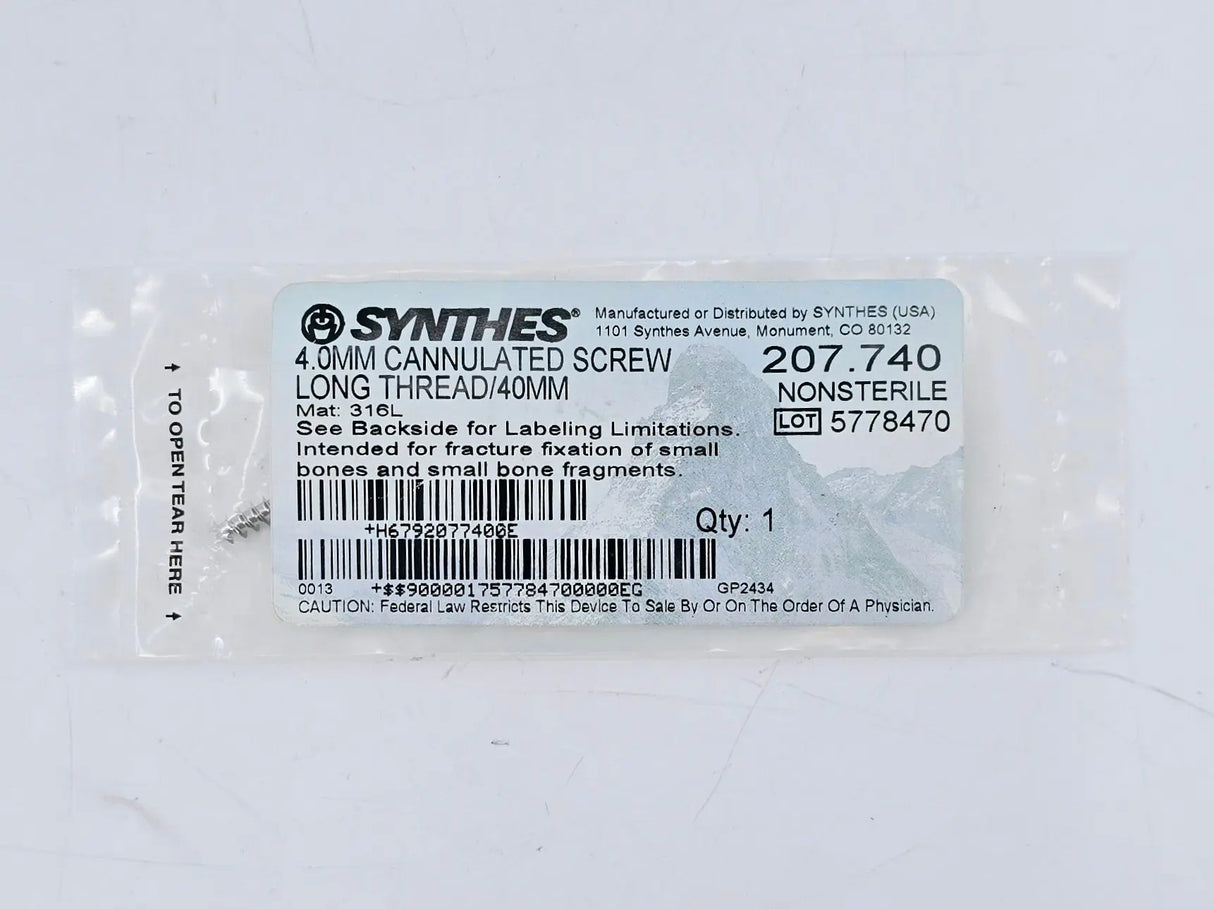 SYNTHES® Manufactured or Distributed by SYNTHES (USA)
1101 Synthes Avenue, Monument, CO 80132
4.0MM CANNULATED SCREW 207.740
LONG THREAD/40MM NONSTERILE
Mat: 316L LOT 5778470
See Backside for Labeling Limitations.
Intended for fracture fixation of small
bones and small bone fragments.
Qty: 1
+H6792077400E
0013 +$$900001757784700000EG GP2434
CAUTION: Federal Law Restricts This Device To Sale By Or On The Order Of A Physician.
TO OPEN TEAR HERE